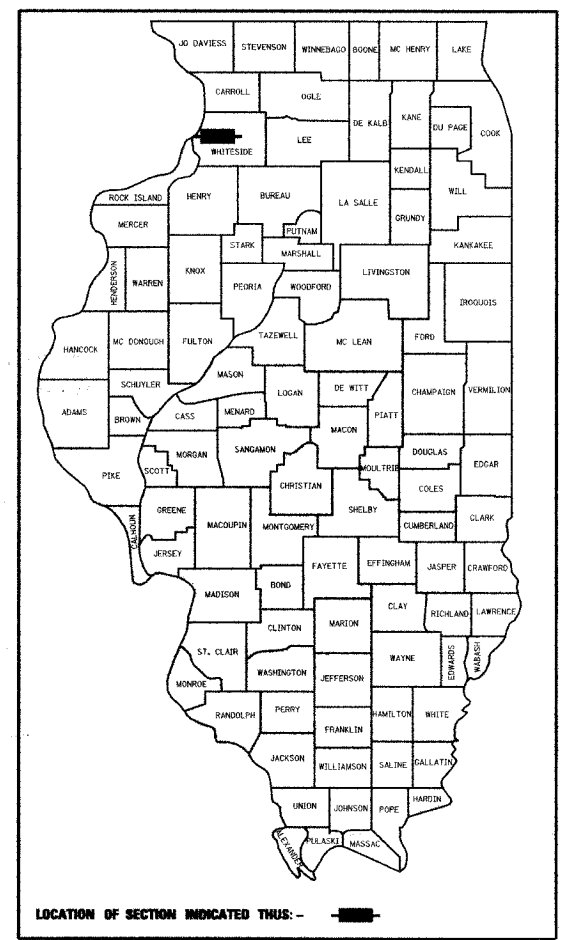 JO DAVIESS STEVENSON WINNEBAGO BOONE MC HENRY LAKE
CARROLL OGLE DE KALB KANE DU PAGE COOK
WHITESIDE LEE KENDALL WILL
ROCK ISLAND HENRY BUREAU LA SALLE GRUNDY
MERCER STARK PUTNAM KANKAKEE
HENDERSON WARREN KNOX MARSHALL LIVINGSTON
PEORIA WOODFORD IROQUOIS
HANCOCK MC DONOUGH FULTON TAZEWELL MC LEAN FORD
SCHUYLER MASON LOGAN DE WITT CHAMPAIGN VERMILION
ADAMS BROWN CASS MENARD MACON PIATT
PIKE SCOTT MORGAN SANGAMON MOULTRIE DOUGLAS EDGAR
CHRISTIAN COLES
CALHOUN GREENE MACOUPIN MONTGOMERY SHELBY CUMBERLAND CLARK
JERSEY FAYETTE EFFINGHAM JASPER CRAWFORD
MADISON BOND CLAY RICHLAND LAWRENCE
CLINTON MARION
ST. CLAIR WAYNE EDWARDS WABASH
MONROE WASHINGTON JEFFERSON
RANDOLPH PERRY HAMILTON WHITE
FRANKLIN
JACKSON WILLIAMSON SALINE GALLATIN
UNION JOHNSON POPE HARDIN
ALEXANDER PULASKI MASSAC
LOCATION OF SECTION INDICATED THUS: -